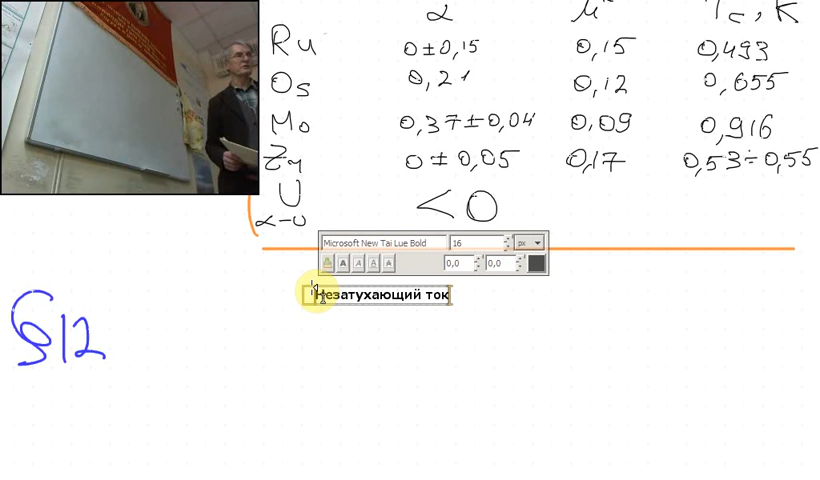 α μ* Tc, K
Ru 0±0,15 0,15 0,493
Os 0,21 0,12 0,655
Mo 0,37±0,04 0,09 0,916
Zr 0±0,05 0,17 0,53÷0,55
U <0
α-U
Microsoft New Tai Lue Bold 16 px
A A A A 0,0 0,0
Незатухающий ток
§12